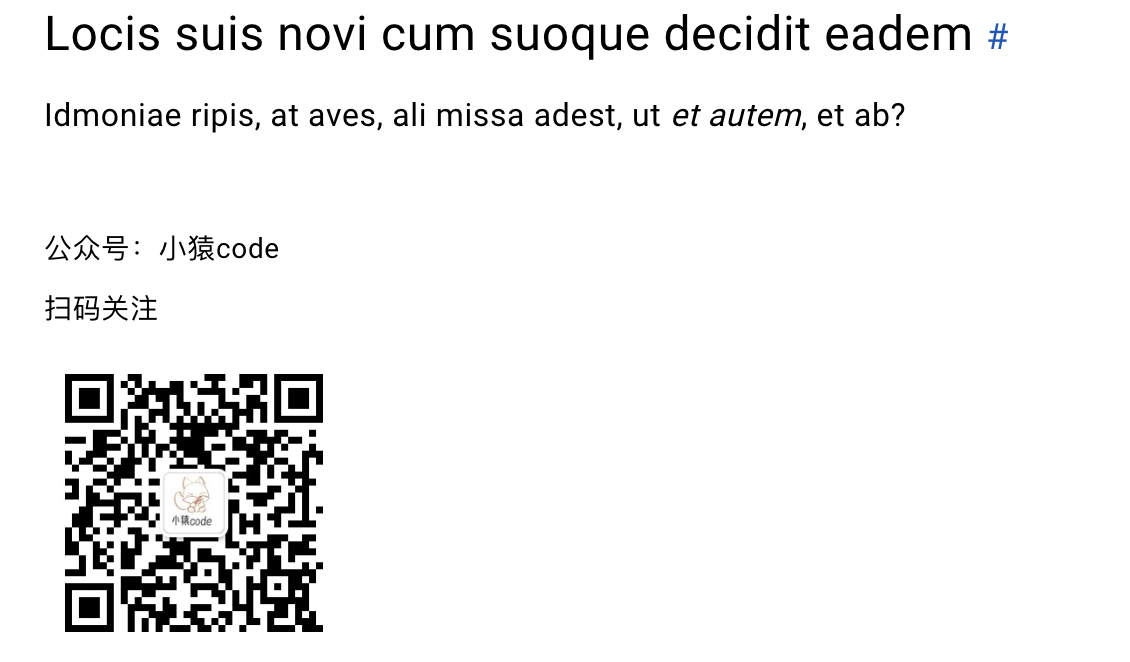 Locis suis novi cum suoque decidit eadem #
Idmoniae ripis, at aves, ali missa adest, ut et autem, et ab?
公众号：小猿code
扫码关注
小猿code